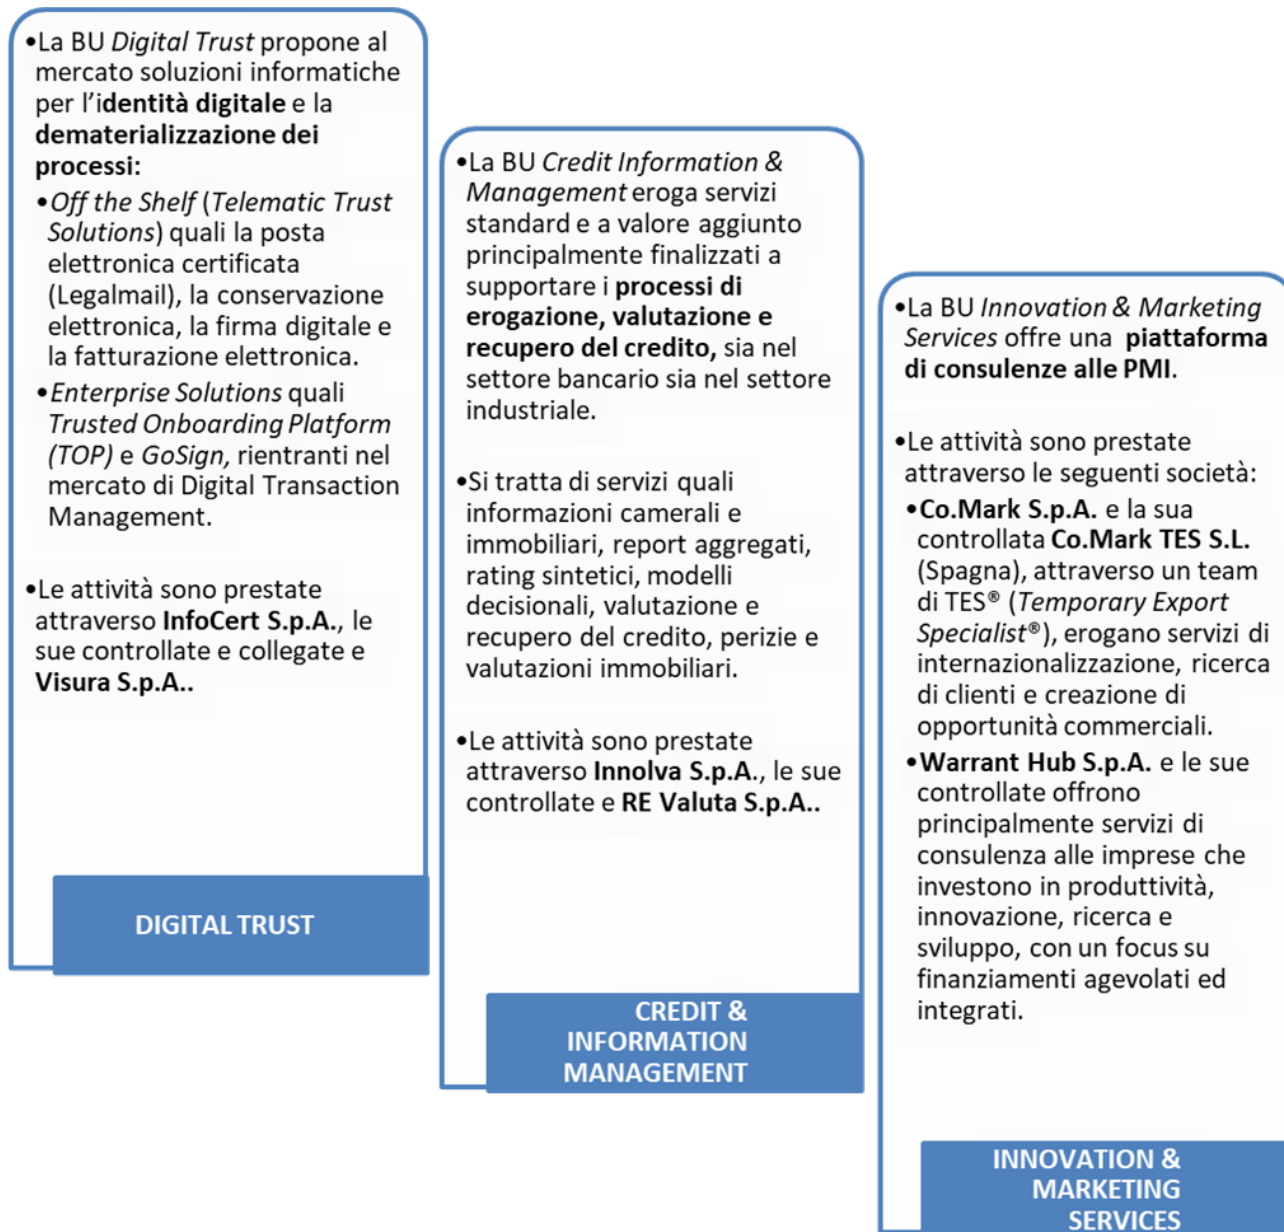 •La BU Digital Trust propone al
mercato soluzioni informatiche
per l'identità digitale e la
dematerializzazione dei
processi:
•Off the Shelf (Telematic Trust
Solutions) quali la posta
elettronica certificata
(Legalmail), la conservazione
elettronica, la firma digitale e
la fatturazione elettronica.
•Enterprise Solutions quali
Trusted Onboarding Platform
(TOP) e GoSign, rientranti nel
mercato di Digital Transaction
Management.
•Le attività sono prestate
attraverso InfoCert S.p.A., le
sue controllate e collegate e
Visura S.p.A..
DIGITAL TRUST
•La BU Credit Information &
Management eroga servizi
standard e a valore aggiunto
principalmente finalizzati a
supportare i processi di
erogazione, valutazione e
recupero del credito, sia nel
settore bancario sia nel settore
industriale.
•Si tratta di servizi quali
informazioni camerali e
immobiliari, report aggregati,
rating sintetici, modelli
decisionali, valutazione e
recupero del credito, perizie e
valutazioni immobiliari.
•Le attività sono prestate
attraverso Innolva S.p.A., le sue
controllate e RE Valuta S.p.A..
CREDIT &
INFORMATION
MANAGEMENT
•La BU Innovation & Marketing
Services offre una piattaforma
di consulenze alle PMI.
•Le attività sono prestate
attraverso le seguenti società:
•Co.Mark S.p.A. e la sua
controllata Co.Mark TES S.L.
(Spagna), attraverso un team
di TES® (Temporary Export
Specialist®), erogano servizi di
internazionalizzazione, ricerca
di clienti e creazione di
opportunità commerciali.
•Warrant Hub S.p.A. e le sue
controllate offrono
principalmente servizi di
consulenza alle imprese che
investono in produttività,
innovazione, ricerca e
sviluppo, con un focus su
finanziamenti agevolati ed
integrati.
INNOVATION &
MARKETING
SERVICES